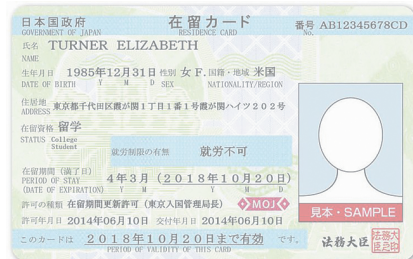 日本国政府 在留カード 番号 AB12345678CD
GOVERNMENT OF JAPAN RESIDENCE CARD No.
氏名 TURNER ELIZABETH
NAME
生年月日 1985年12月31日 性別 女 F. 国籍・地域 米国
DATE OF BIRTH Y M D SEX NATIONALITY/REGION
住居地 東京都千代田区霞が関1丁目1番1号霞が関ハイツ202号
ADDRESS
在留資格 留学
STATUS College Student
就労制限の有無 就労不可
在留期間(満了日) 4年3月(2018年10月20日)
PERIOD OF STAY Y M Y M D
(DATE OF EXPIRATION)
許可の種類 在留期間更新許可(東京入国管理局長) MOJ
許可年月日 2014年06月10日 交付年月日 2014年06月10日
見本・SAMPLE
このカードは 2018年10月20日まで有効 です。
PERIOD OF VALIDITY OF THIS CARD
法務大臣